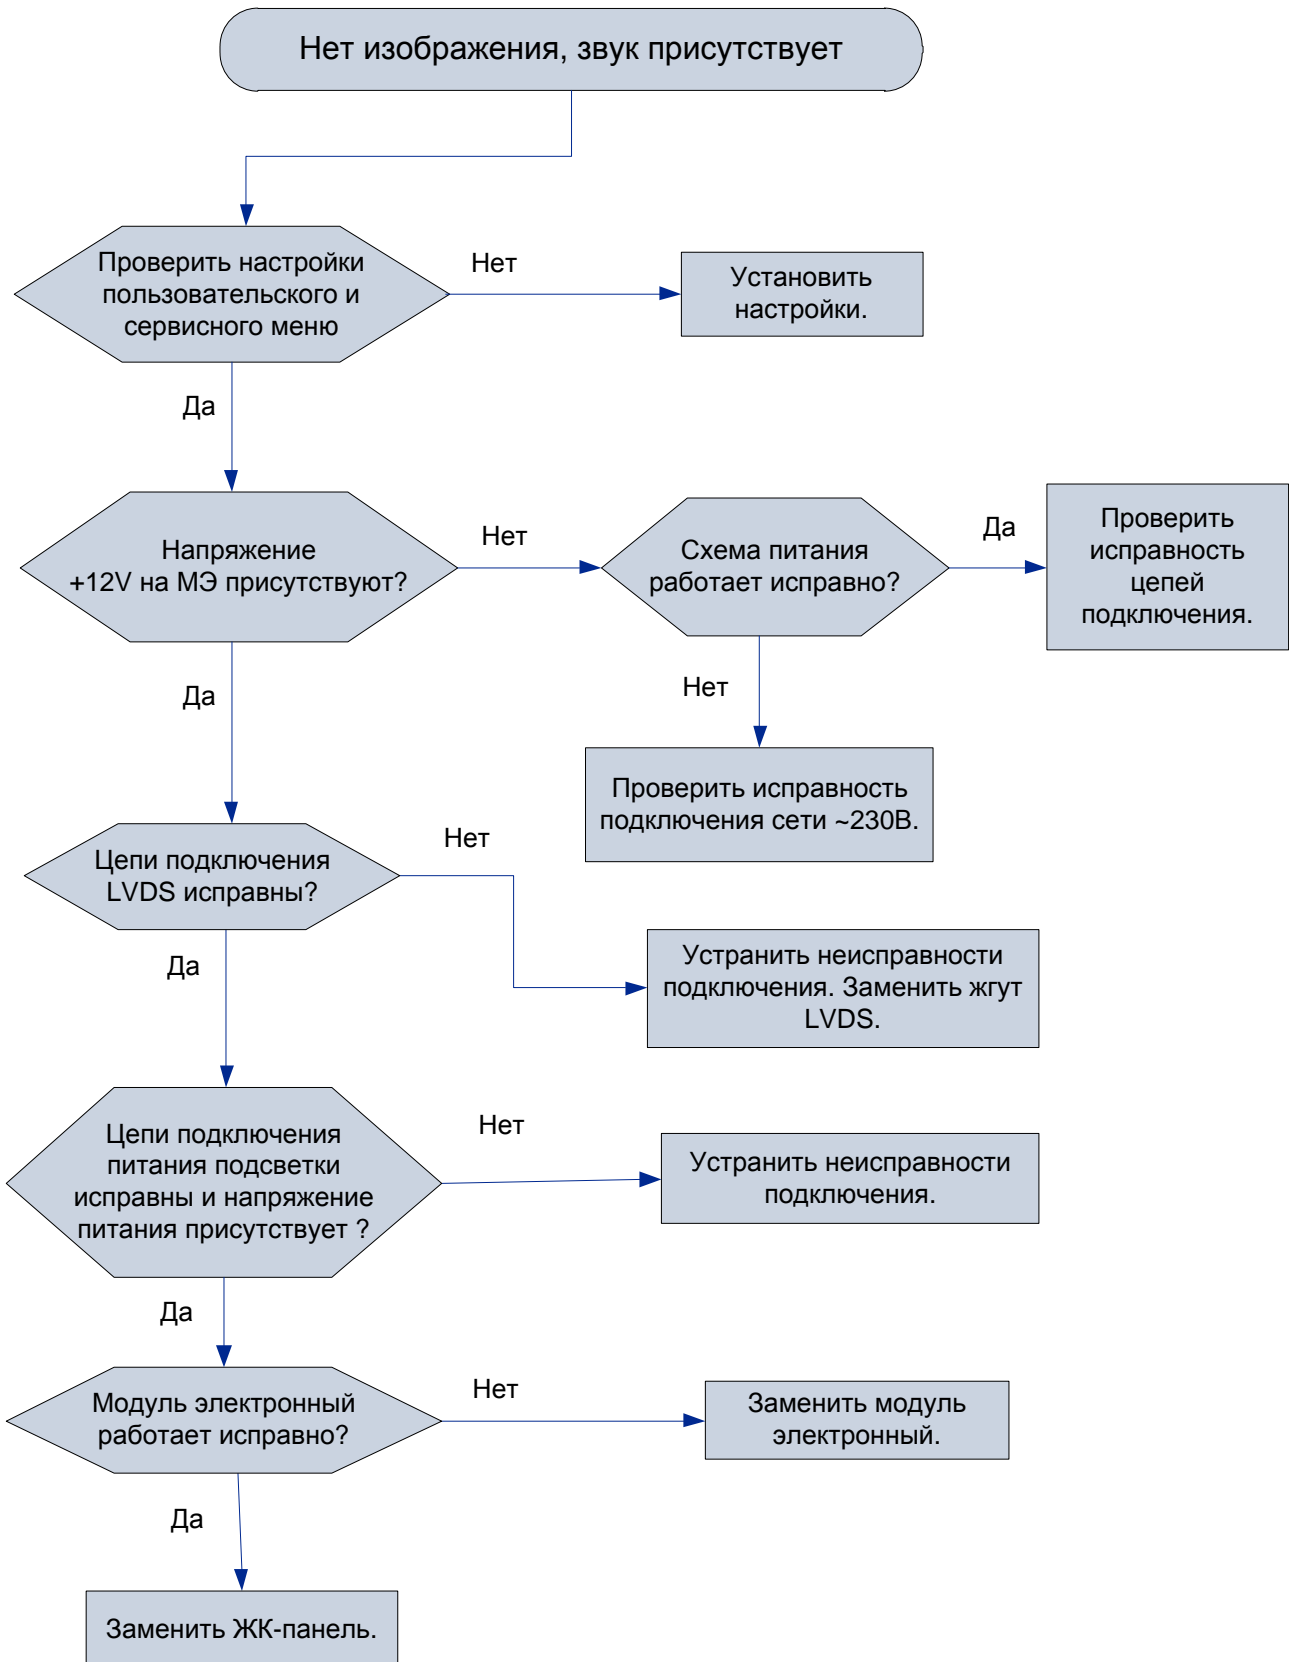 Нет изображения, звук присутствует
Проверить настройки
пользовательского и
сервисного меню
Нет
Установить
настройки.
Да
Напряжение
+12V на МЭ присутствуют?
Нет
Схема питания
работает исправно?
Да
Проверить
исправность
цепей
подключения.
Да
Нет
Проверить исправность
подключения сети ~230В.
Цепи подключения
LVDS исправны?
Нет
Устранить неисправности
подключения. Заменить жгут
LVDS.
Да
Цепи подключения
питания подсветки
исправны и напряжение
питания присутствует ?
Нет
Устранить неисправности
подключения.
Да
Модуль электронный
работает исправно?
Нет
Заменить модуль
электронный.
Да
Заменить ЖК-панель.